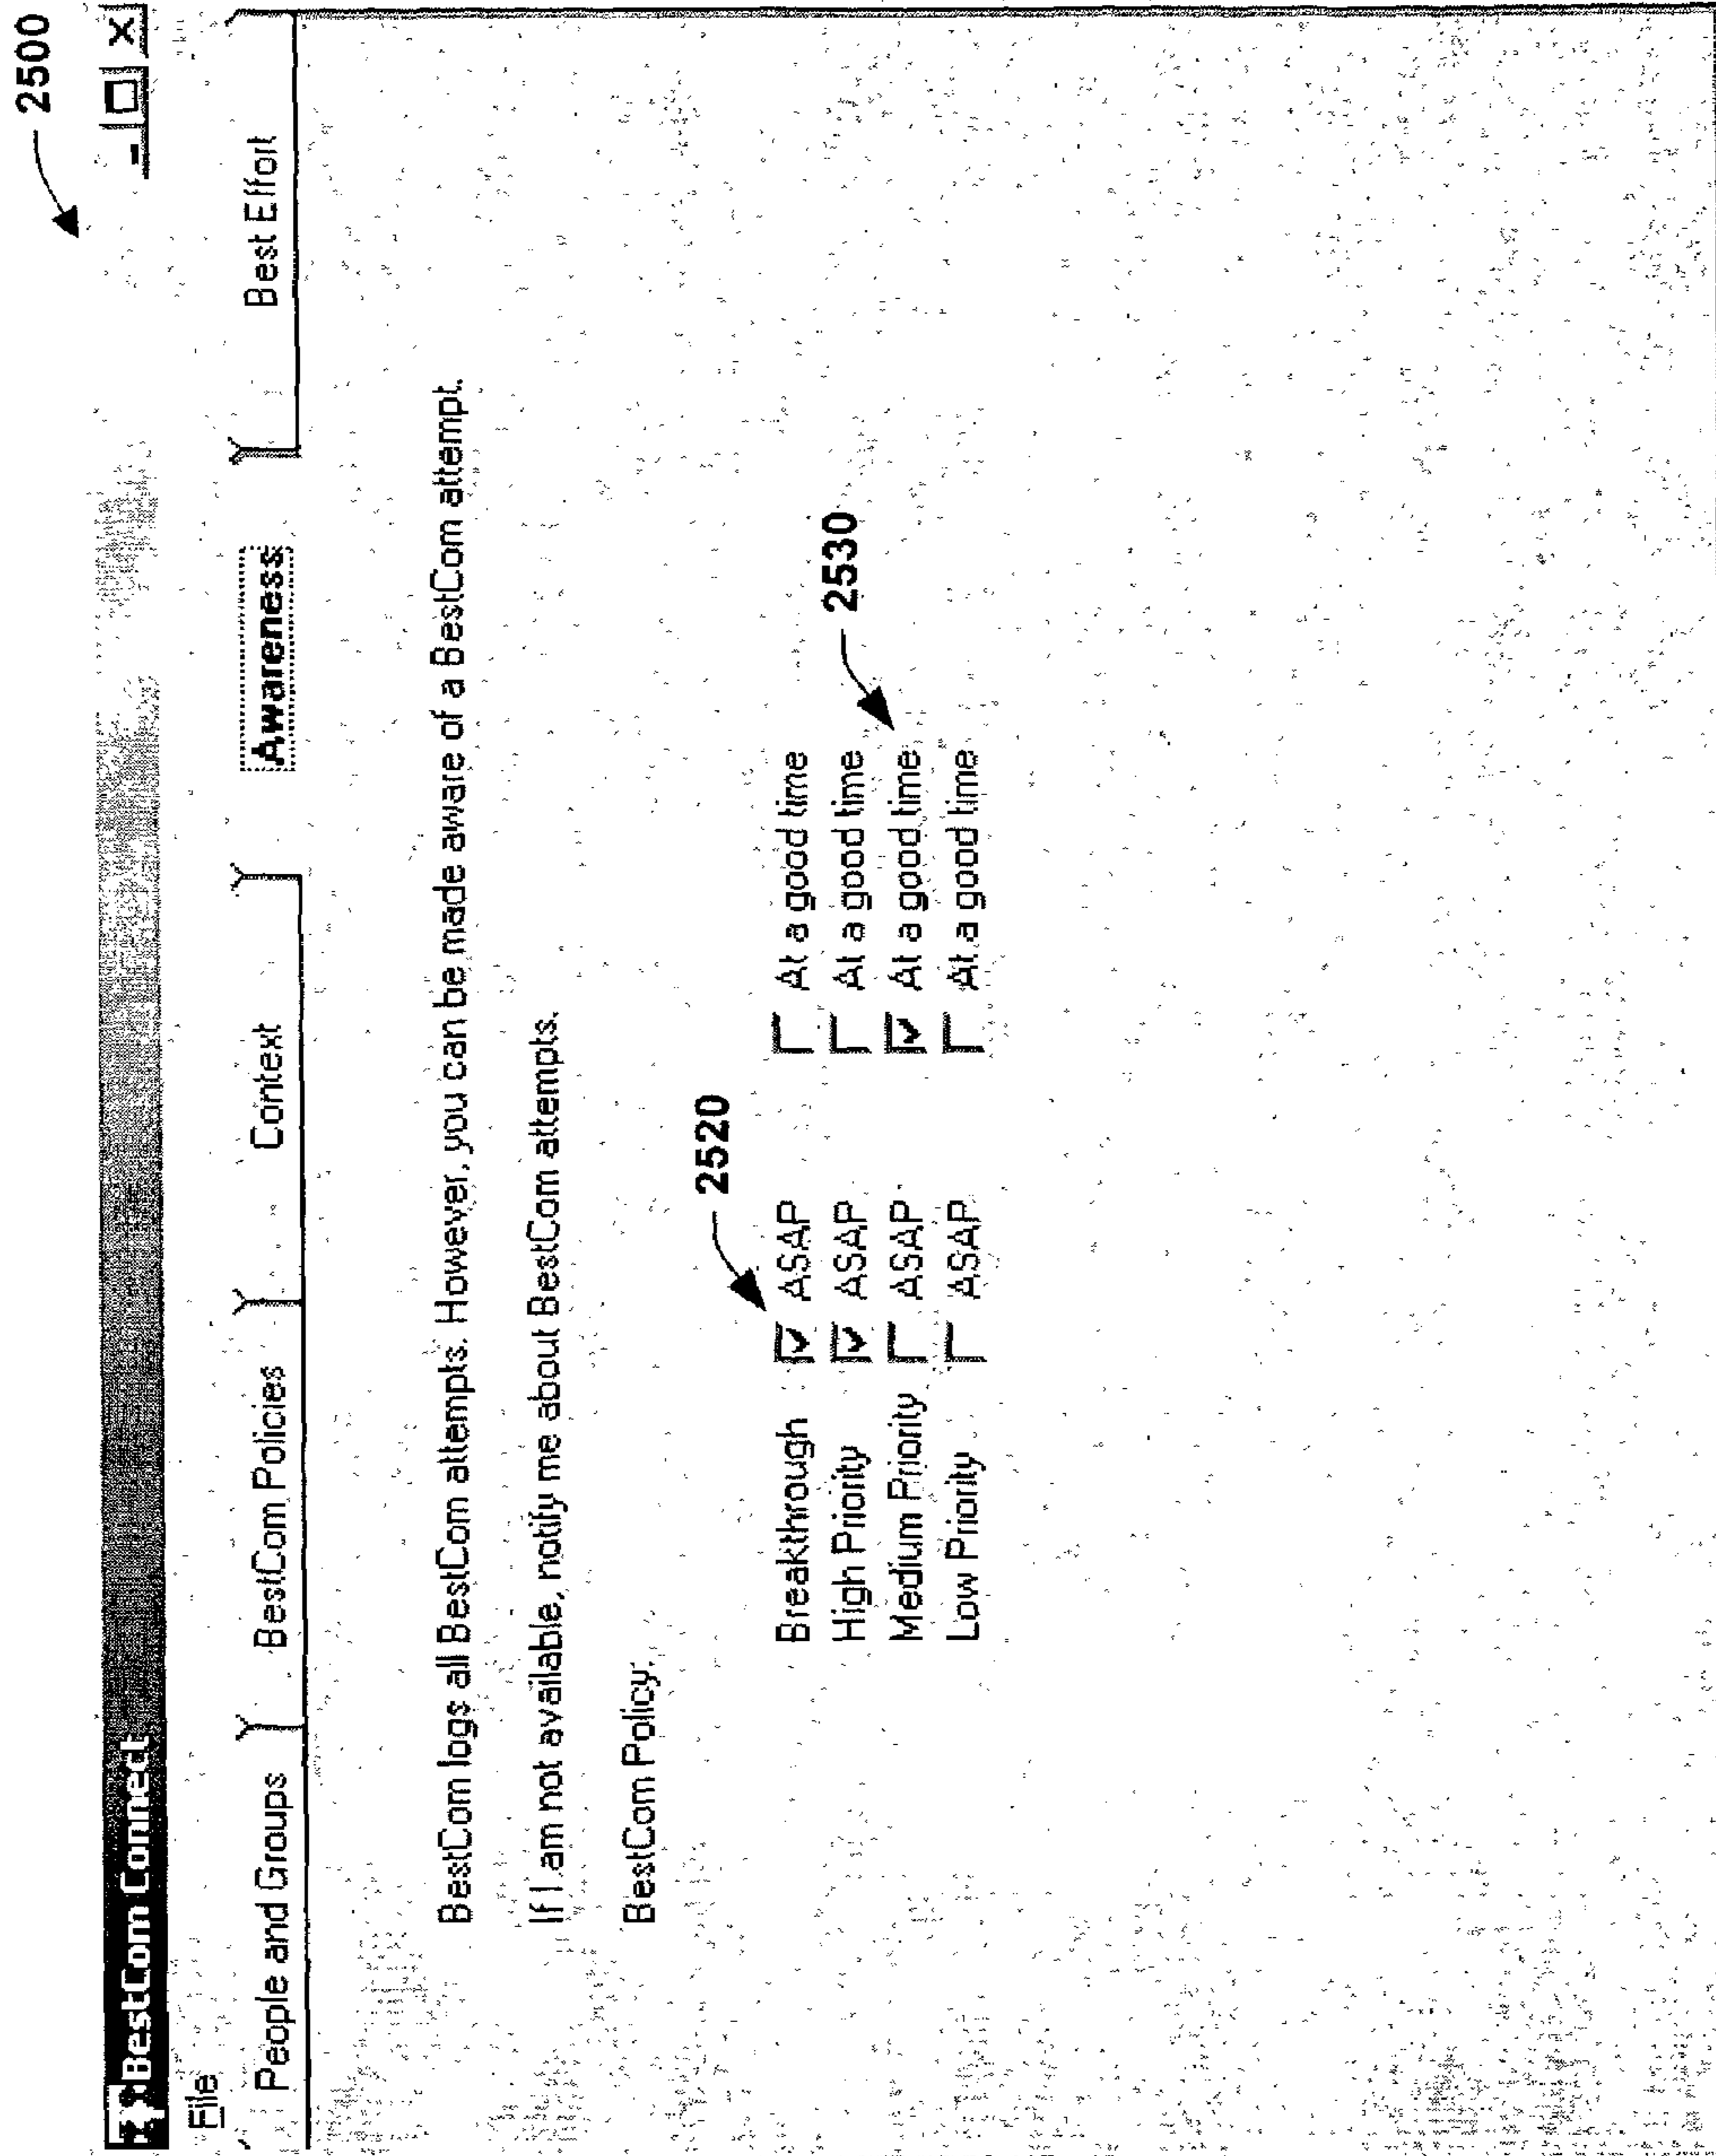 2500
BestCom Connect
File
People and Groups BestCom Policies Context Awareness Best Effort
BestCom logs all BestCom attempts. However, you can be made aware of a BestCom attempt.
If I am not available, notify me about BestCom attempts.
BestCom Policy:
2520
2530
Breakthrough ASAP At a good time
High Priority ASAP At a good time
Medium Priority ASAP At a good time
Low Priority ASAP At a good time